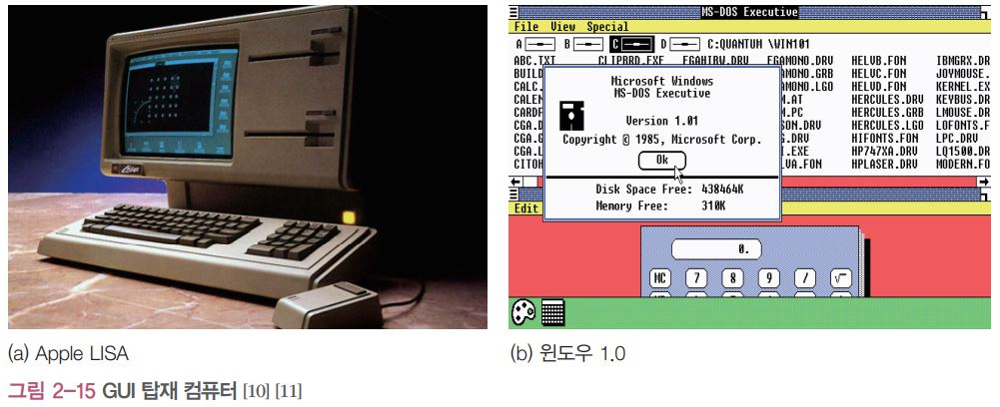 MS-DOS Executive
File View Special
A B C D C:QUANTUM \WIN101
ABC.TXT CLIPBRD.EXE EGAHIBW.DRV EGAMONO.DRV HELVB.FON IBMGRX.DR
BUILD AMONO.GRB HELVC.FON JOYMOUSE.
CALC. AMONO.LGO HELVD.FON KERNEL.EX
CALEN M.AT HERCULES.DRV KEYBUS.DR
CARDF M.PC HERCULES.GRB LMOUSE.DR
CGA.D SON.DRV HERCULES.LGO LOFONTS.F
CGA.G G.DRV HIFONTS.FON LPC.DRV
CGA.L I.EXE HP747XA.DRV LQ1500.DR
CITOH UA.FON HPLASER.DRV MODERN.FO
Microsoft Windows
MS-DOS Executive
Version 1.01
Copyright © 1985, Microsoft Corp.
Ok
Disk Space Free: 438464K
Memory Free: 310K
Edit
0.
MC 7 8 9 / √
(a) Apple LISA
(b) 윈도우 1.0
그림 2-15 GUI 탑재 컴퓨터 [10] [11]